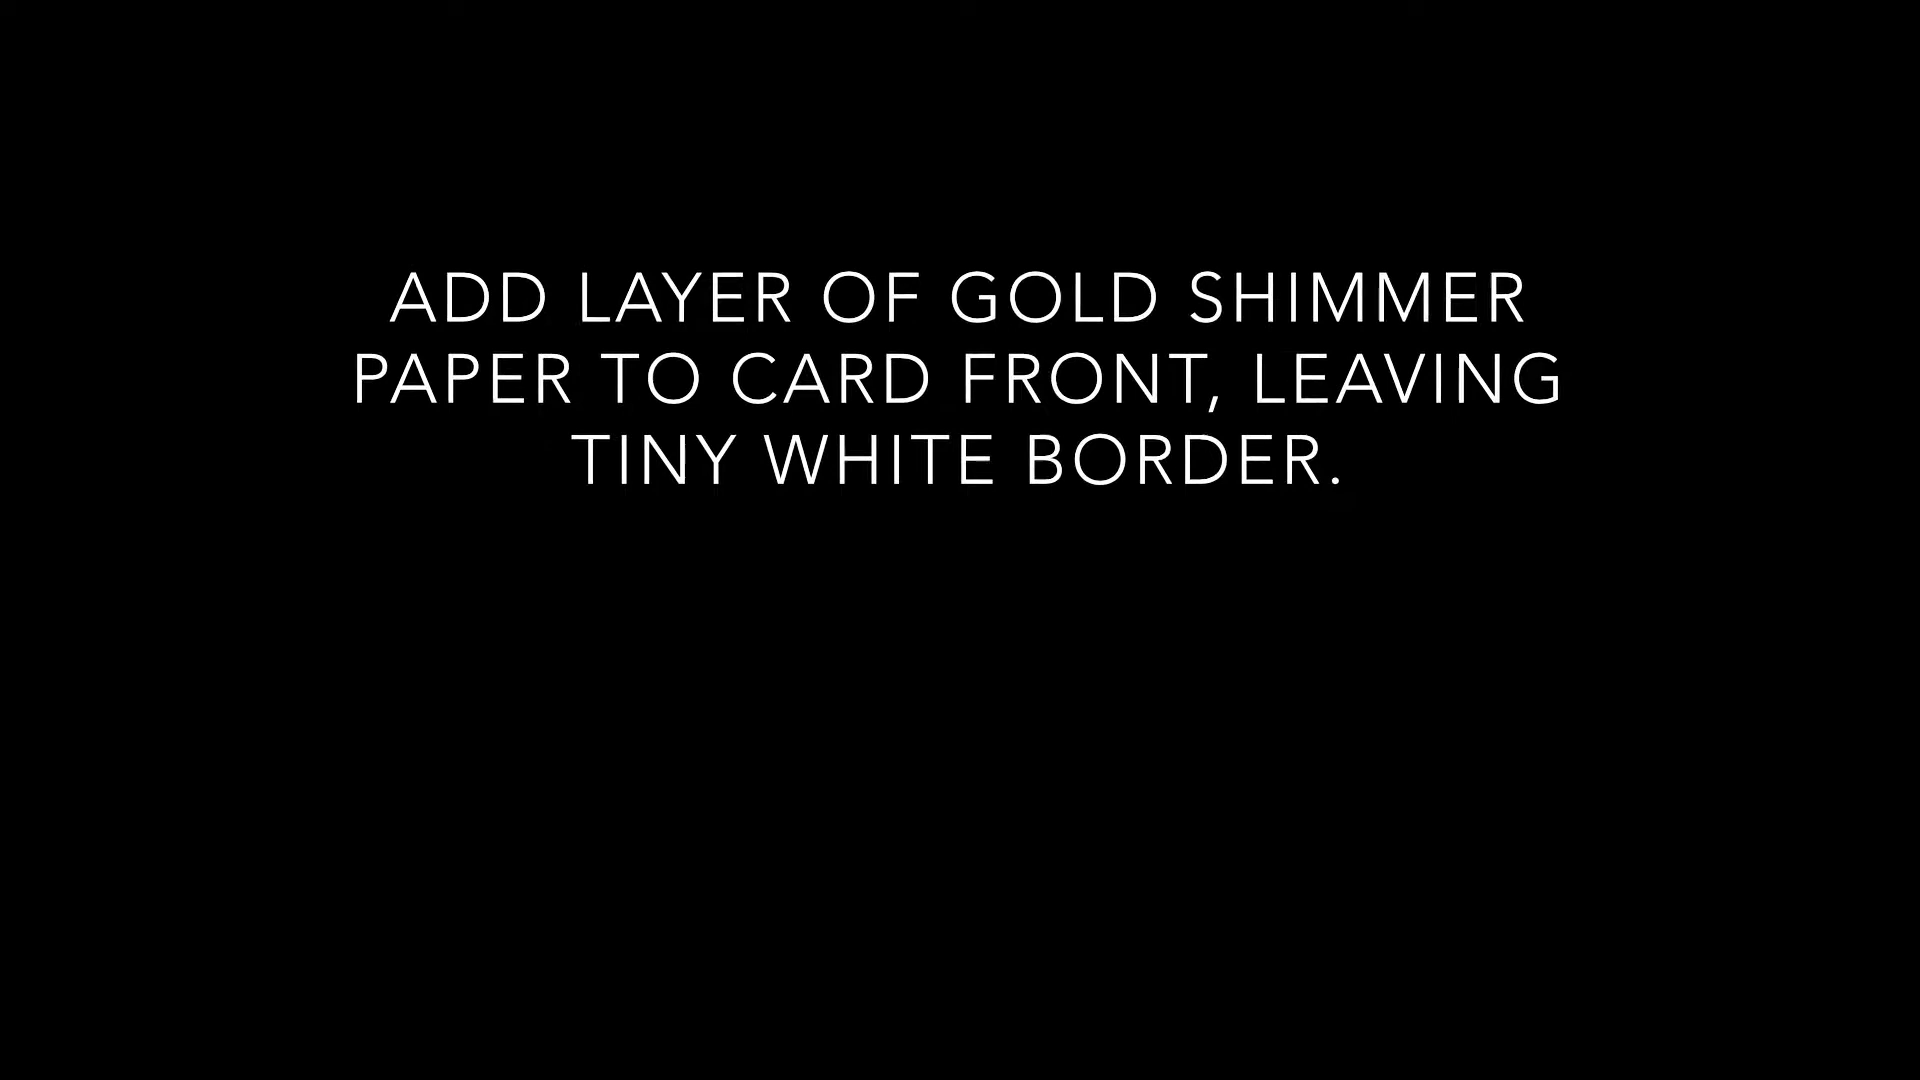 ADD LAYER OF GOLD SHIMMER
PAPER TO CARD FRONT, LEAVING
TINY WHITE BORDER.